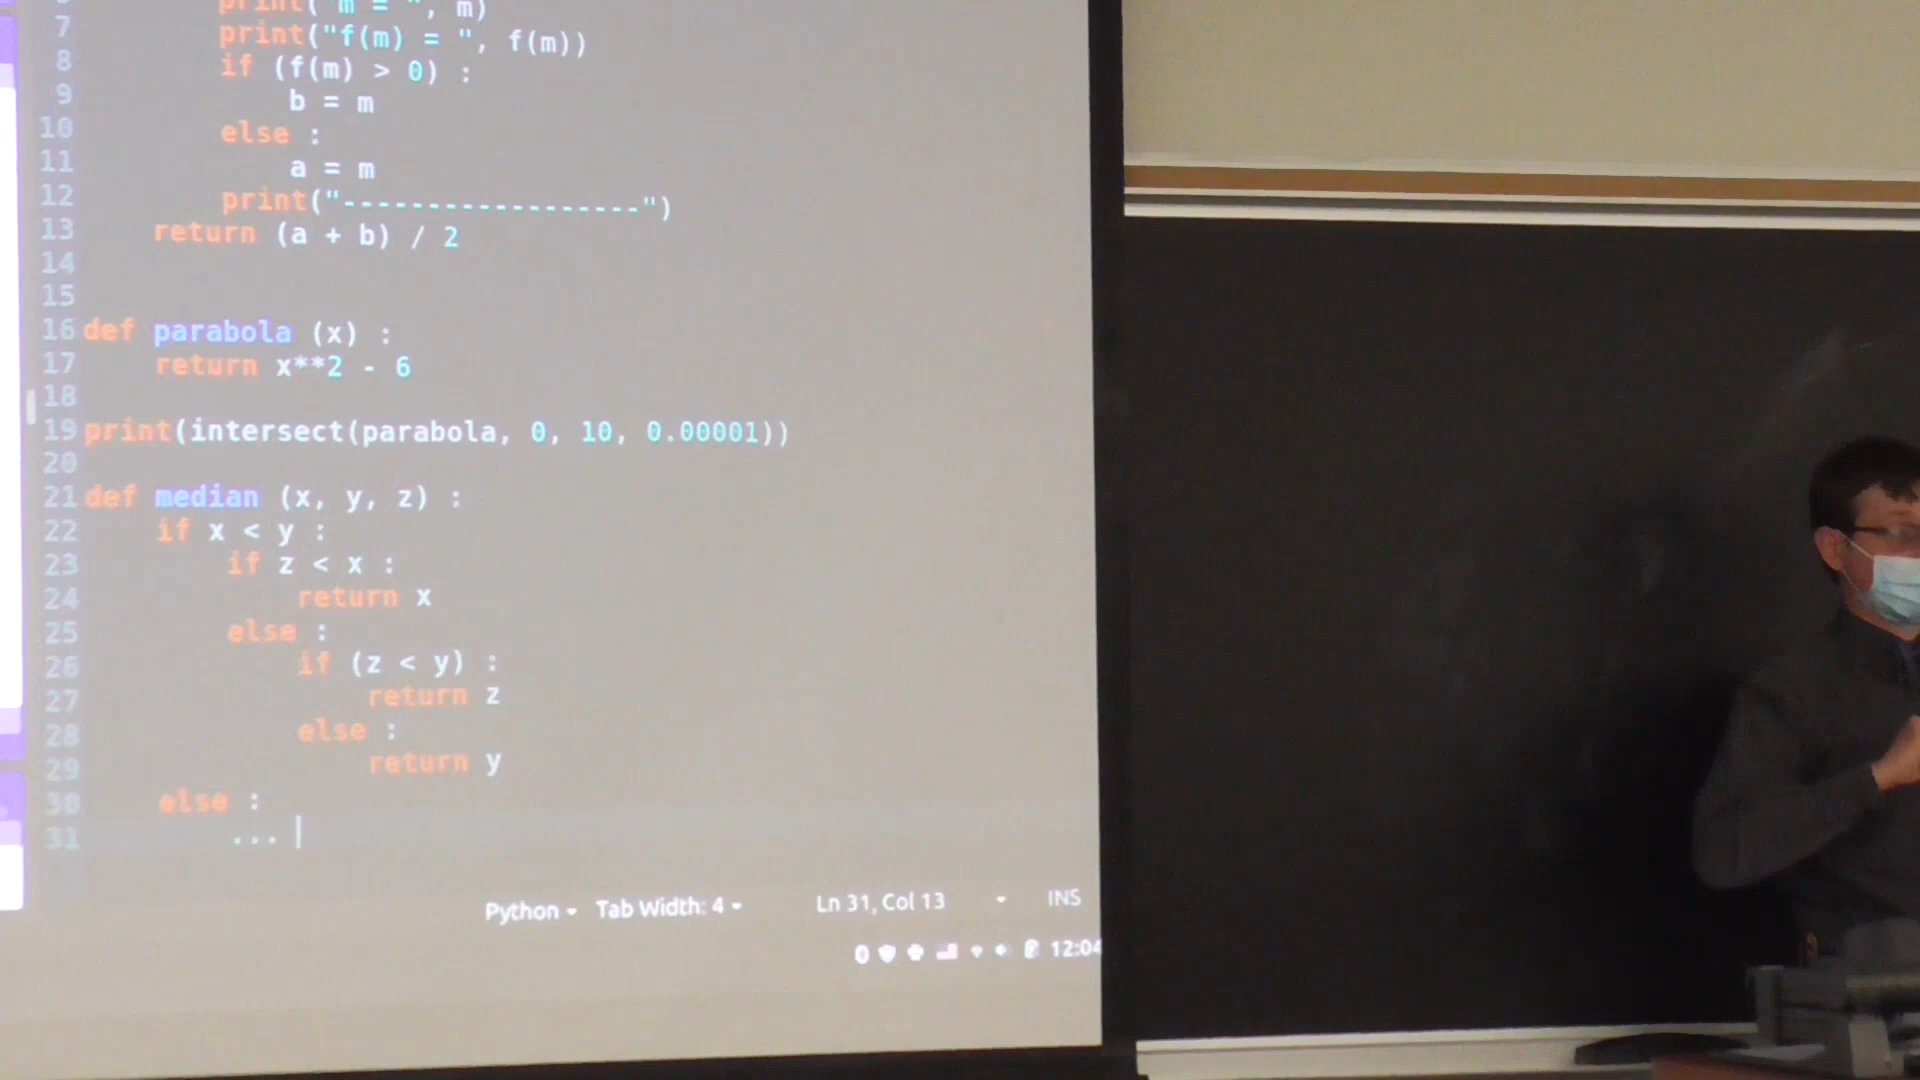 print("m = ", m)
7 print("f(m) = ", f(m))
8 if (f(m) > 0) :
9 b = m
10 else :
11 a = m
12 print("------------------")
13 return (a + b) / 2
14
15
16 def parabola (x) :
17 return x**2 - 6
18
19 print(intersect(parabola, 0, 10, 0.00001))
20
21 def median (x, y, z) :
22 if x < y :
23 if z < x :
24 return x
25 else :
26 if (z < y) :
27 return z
28 else :
29 return y
30 else :
31 ...
Python Tab Width: 4 Ln 31, Col 13 INS
12:04